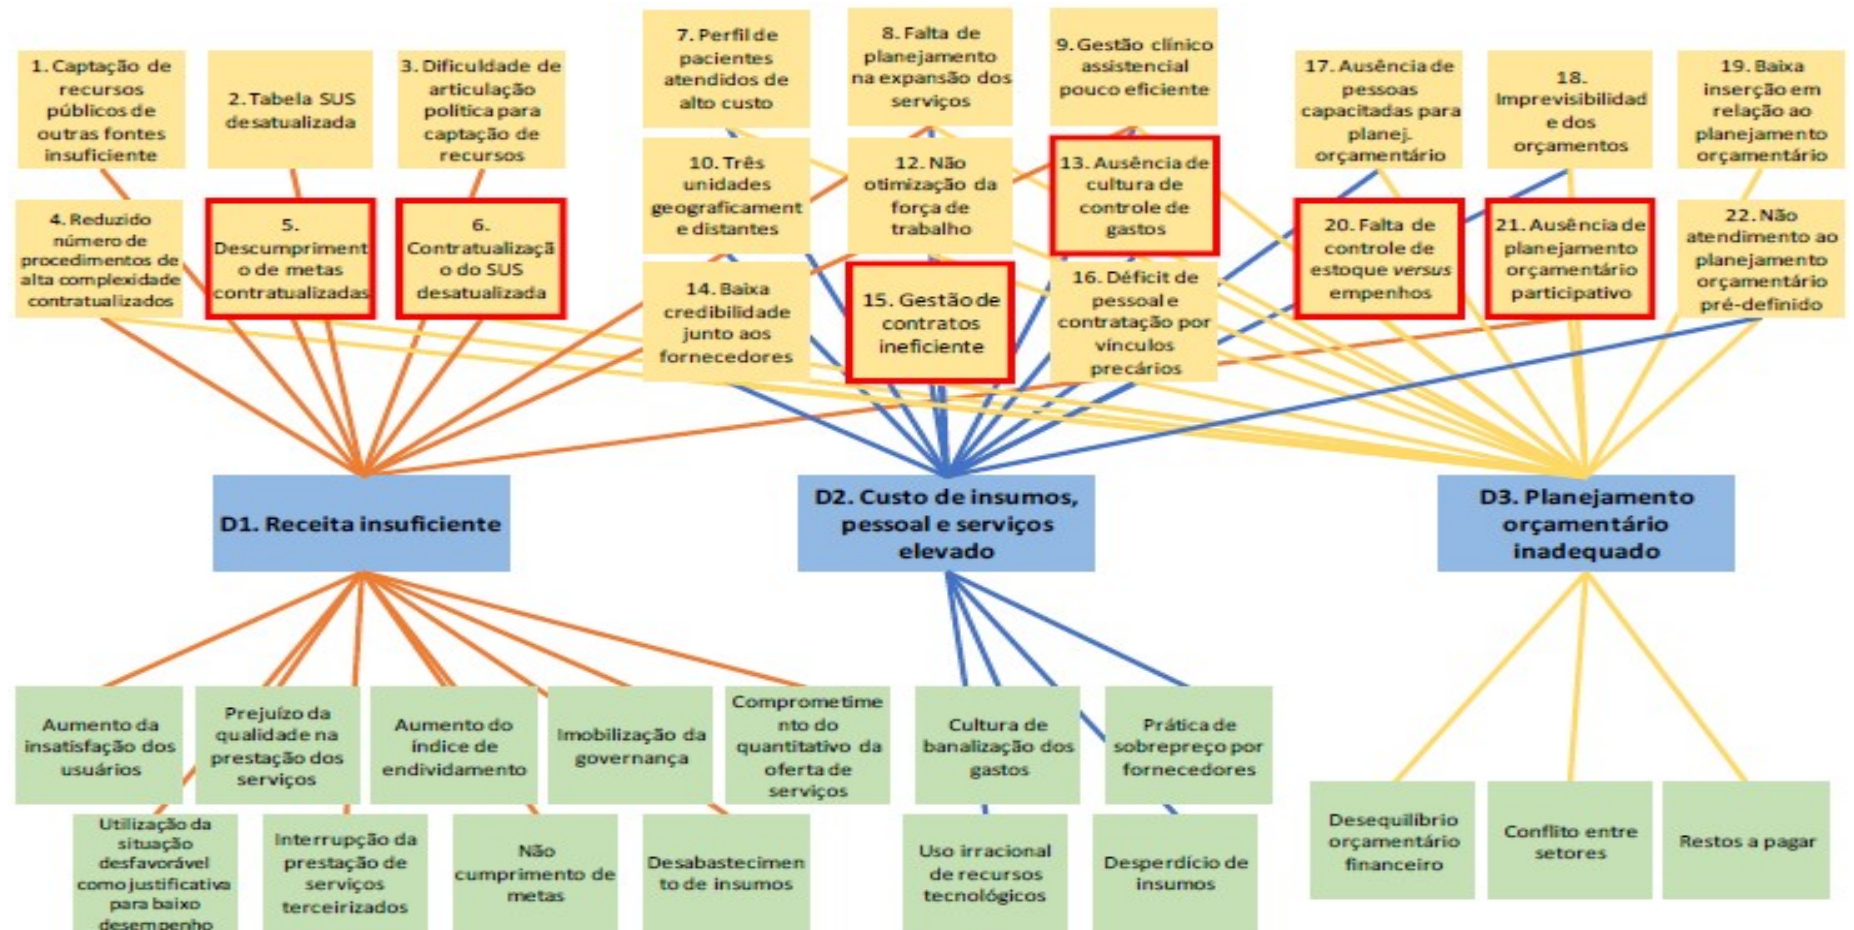 1. Captação de
recursos
públicos de
outras fontes
insuficiente
2. Tabela SUS
desatualizada
3. Dificuldade de
articulação
política para
captação de
recursos
4. Reduzido
número de
procedimentos de
alta complexidade
contratualizados
5.
Descumpriment
o de metas
contratualizadas
6.
Contratualizaçã
o do SUS
desatualizada
7. Perfil de
pacientes
atendidos de
alto custo
8. Falta de
planejamento
na expansão dos
serviços
9. Gestão clínico
assistencial
pouco eficiente
10. Três
unidades
geograficament
e distantes
12. Não
otimização da
força de
trabalho
13. Ausência de
cultura de
controle de
gastos
14. Baixa
credibilidade
junto aos
fornecedores
15. Gestão de
contratos
ineficiente
16. Déficit de
pessoal e
contratação por
vínculos
precários
17. Ausência de
pessoas
capacitadas para
planej.
orçamentário
18.
Imprevisibilidad
e dos
orçamentos
19. Baixa
inserção em
relação ao
planejamento
orçamentário
20. Falta de
controle de
estoque versus
empenhos
21. Ausência de
planejamento
orçamentário
participativo
22. Não
atendimento ao
planejamento
orçamentário
pré-definido
D1. Receita insuficiente
D2. Custo de insumos,
pessoal e serviços
elevado
D3. Planejamento
orçamentário
inadequado
Aumento da
insatisfação dos
usuários
Prejuízo da
qualidade na
prestação dos
serviços
Aumento do
índice de
endividamento
Imobilização da
governança
Comprometime
nto do
quantitativo da
oferta de
serviços
Cultura de
banalização dos
gastos
Prática de
sobrepreço por
fornecedores
Utilização da
situação
desfavorável
como justificativa
para baixo
desempenho
Interrupção da
prestação de
serviços
terceirizados
Não
cumprimento de
metas
Desabastecimen
to de insumos
Uso irracional
de recursos
tecnológicos
Desperdício de
insumos
Desequilíbrio
orçamentário
financeiro
Conflito entre
setores
Restos a pagar